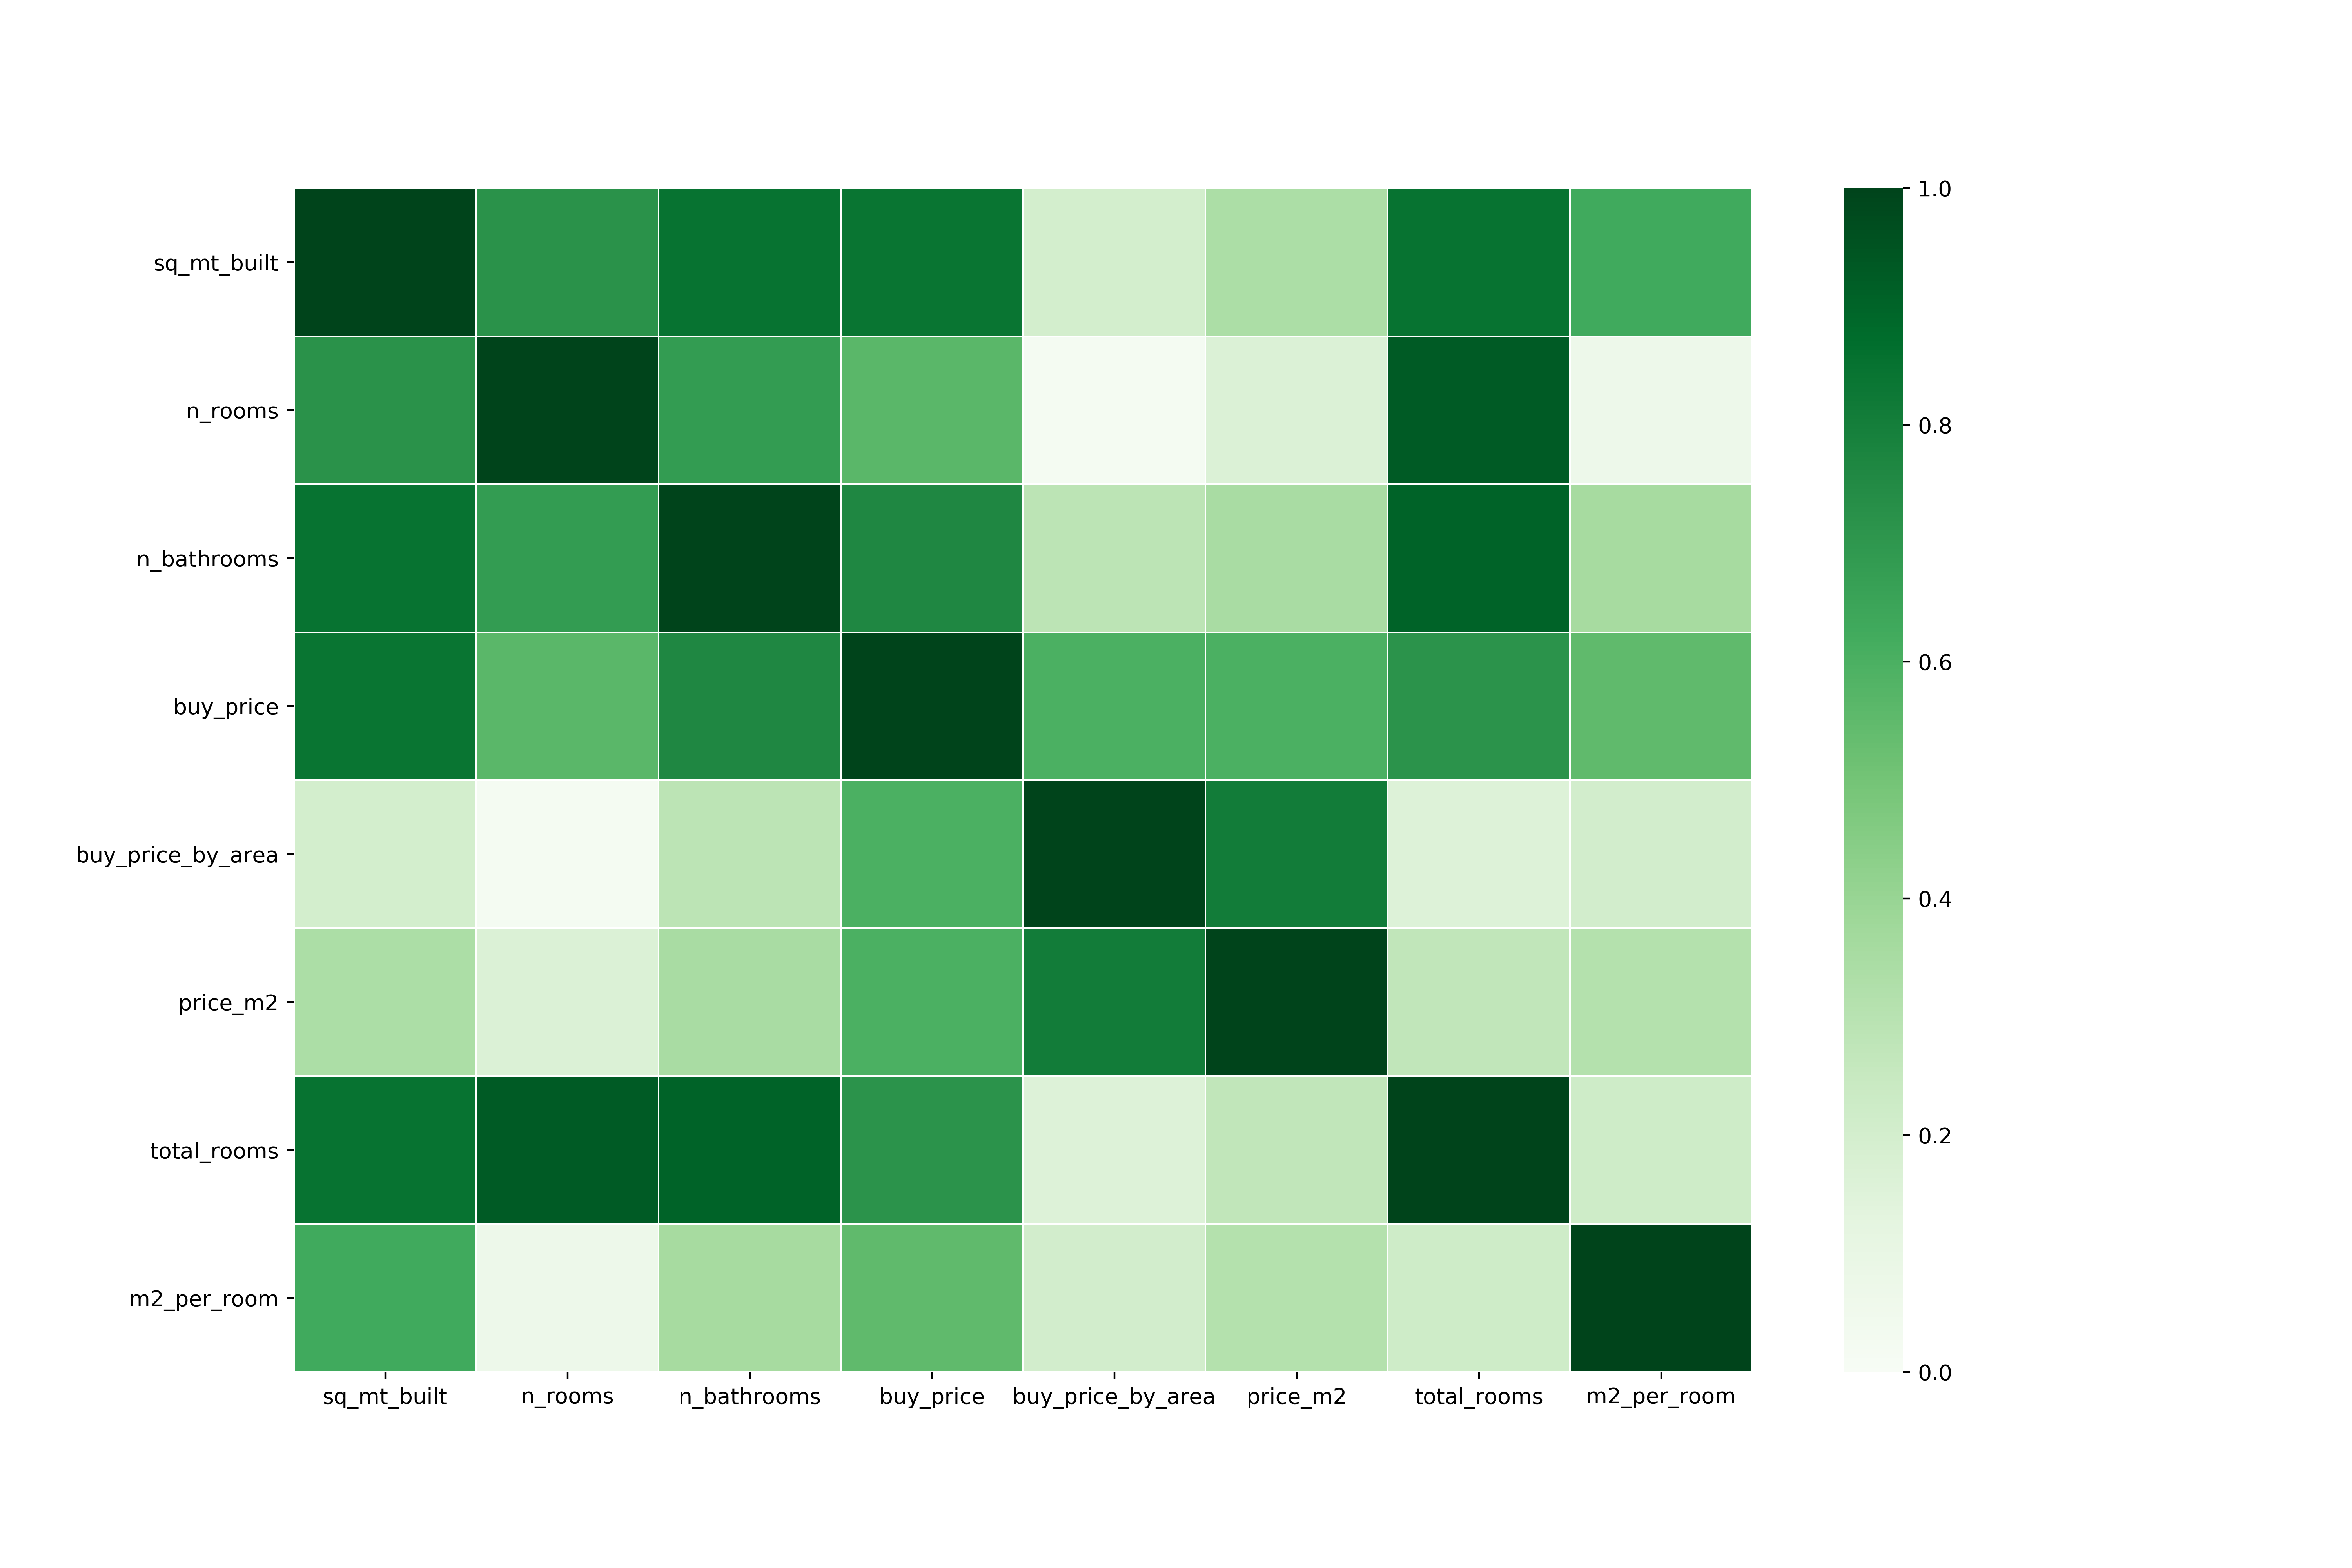 1.0
sq_mt_built
n_rooms
0.8
n_bathrooms
0.6
buy_price
buy_price_by_area
0.4
price_m2
0.2
total_rooms
m2_per_room
0.0
sq_mt_built n_rooms n_bathrooms buy_price buy_price_by_area price_m2 total_rooms m2_per_room